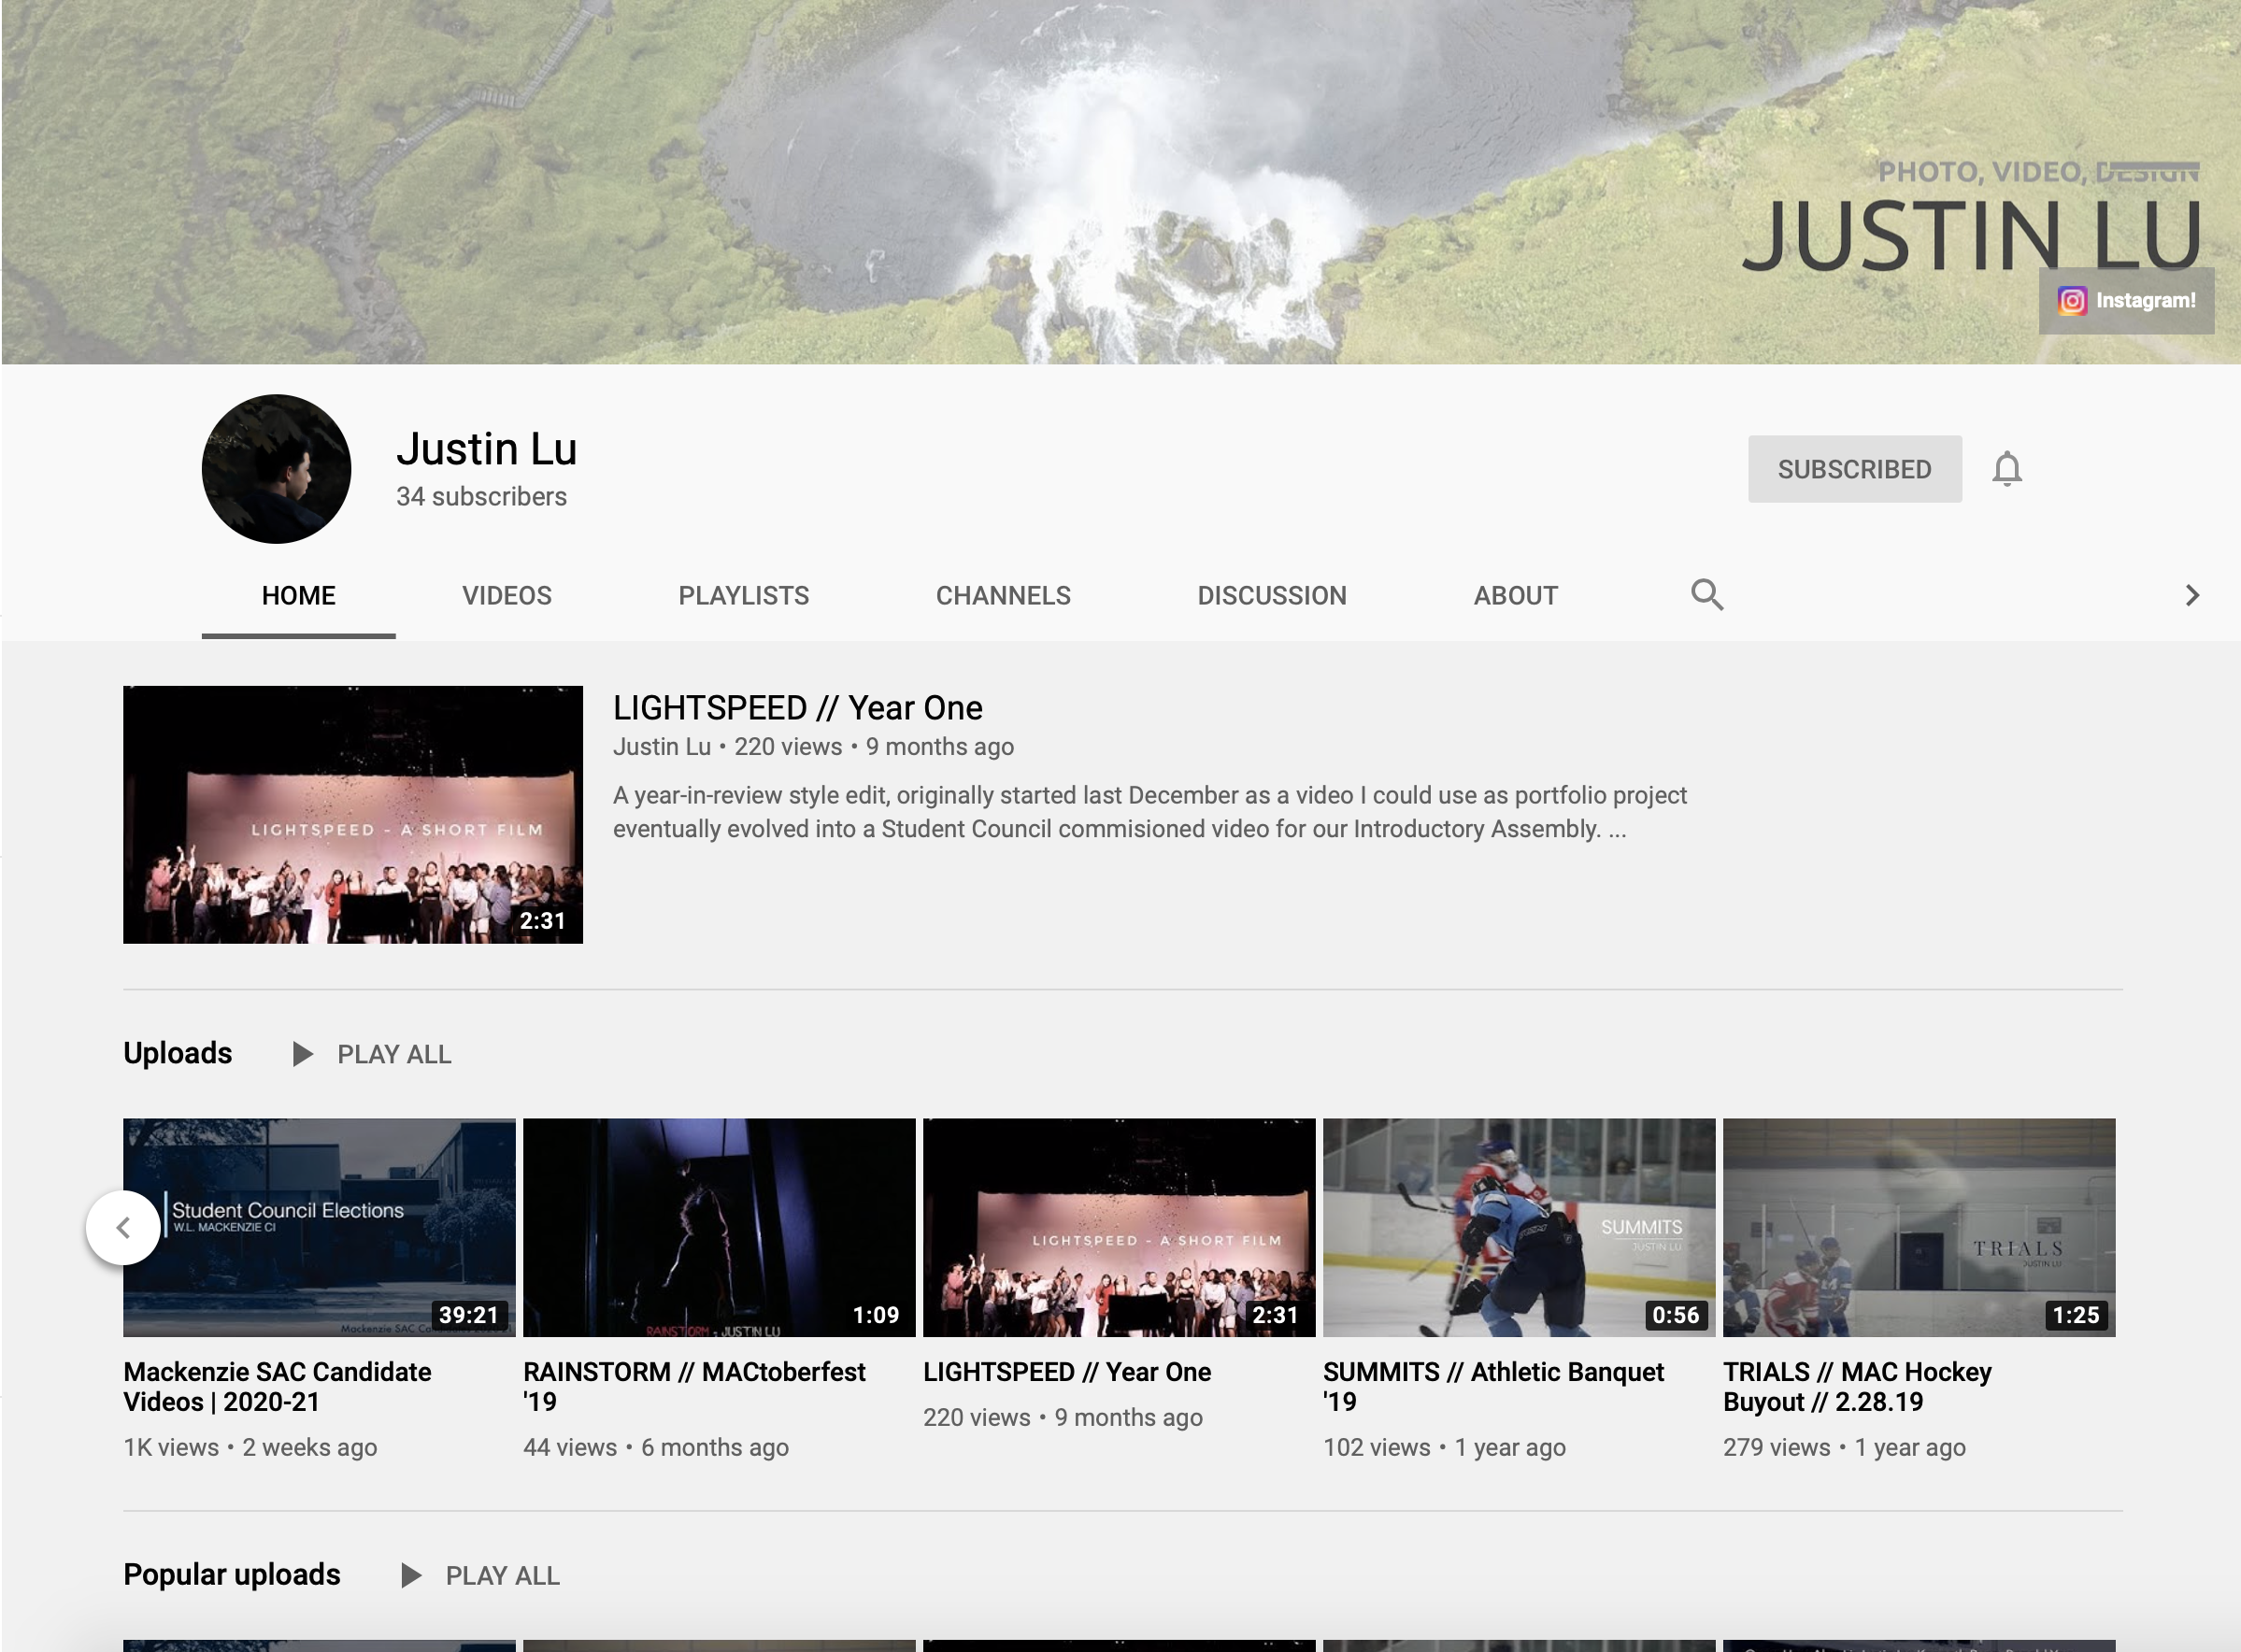 PHOTO, VIDEO, DESIGN
JUSTIN LU
Instagram!
Justin Lu
34 subscribers
SUBSCRIBED
HOME
VIDEOS
PLAYLISTS
CHANNELS
DISCUSSION
ABOUT
LIGHTSPEED - A SHORT FILM
2:31
LIGHTSPEED // Year One
Justin Lu • 220 views • 9 months ago
A year-in-review style edit, originally started last December as a video I could use as portfolio project
eventually evolved into a Student Council commisioned video for our Introductory Assembly. ...
Uploads
PLAY ALL
Student Council Elections
W.L. MACKENZIE CI
39:21
Mackenzie SAC Candidate
Videos | 2020-21
1K views • 2 weeks ago
RAINSTORM - JUSTIN LU
1:09
RAINSTORM // MACtoberfest
'19
44 views • 6 months ago
LIGHTSPEED - A SHORT FILM
2:31
LIGHTSPEED // Year One
220 views • 9 months ago
SUMMITS
JUSTIN LU
0:56
SUMMITS // Athletic Banquet
'19
102 views • 1 year ago
TRIALS
JUSTIN LU
1:25
TRIALS // MAC Hockey
Buyout // 2.28.19
279 views • 1 year ago
Popular uploads
PLAY ALL